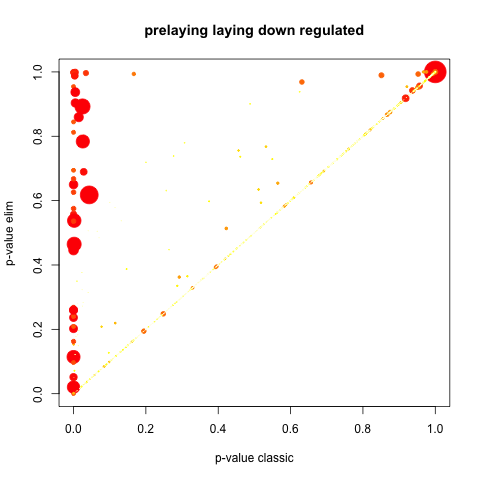 prelaying laying down regulated
p-value elim
1.0
0.8
0.6
0.4
0.2
0.0
0.0 0.2 0.4 0.6 0.8 1.0
p-value classic